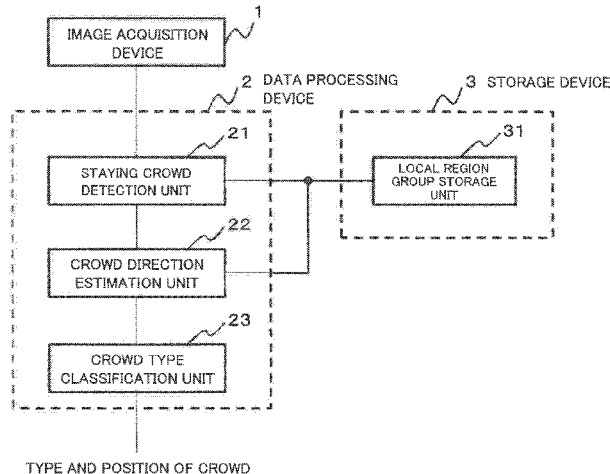 1
IMAGE ACQUISITION
DEVICE
2 DATA PROCESSING
DEVICE
3 STORAGE DEVICE
21
STAYING CROWD
DETECTION UNIT
31
LOCAL REGION
GROUP STORAGE
UNIT
22
CROWD DIRECTION
ESTIMATION UNIT
23
CROWD TYPE
CLASSIFICATION UNIT
TYPE AND POSITION OF CROWD